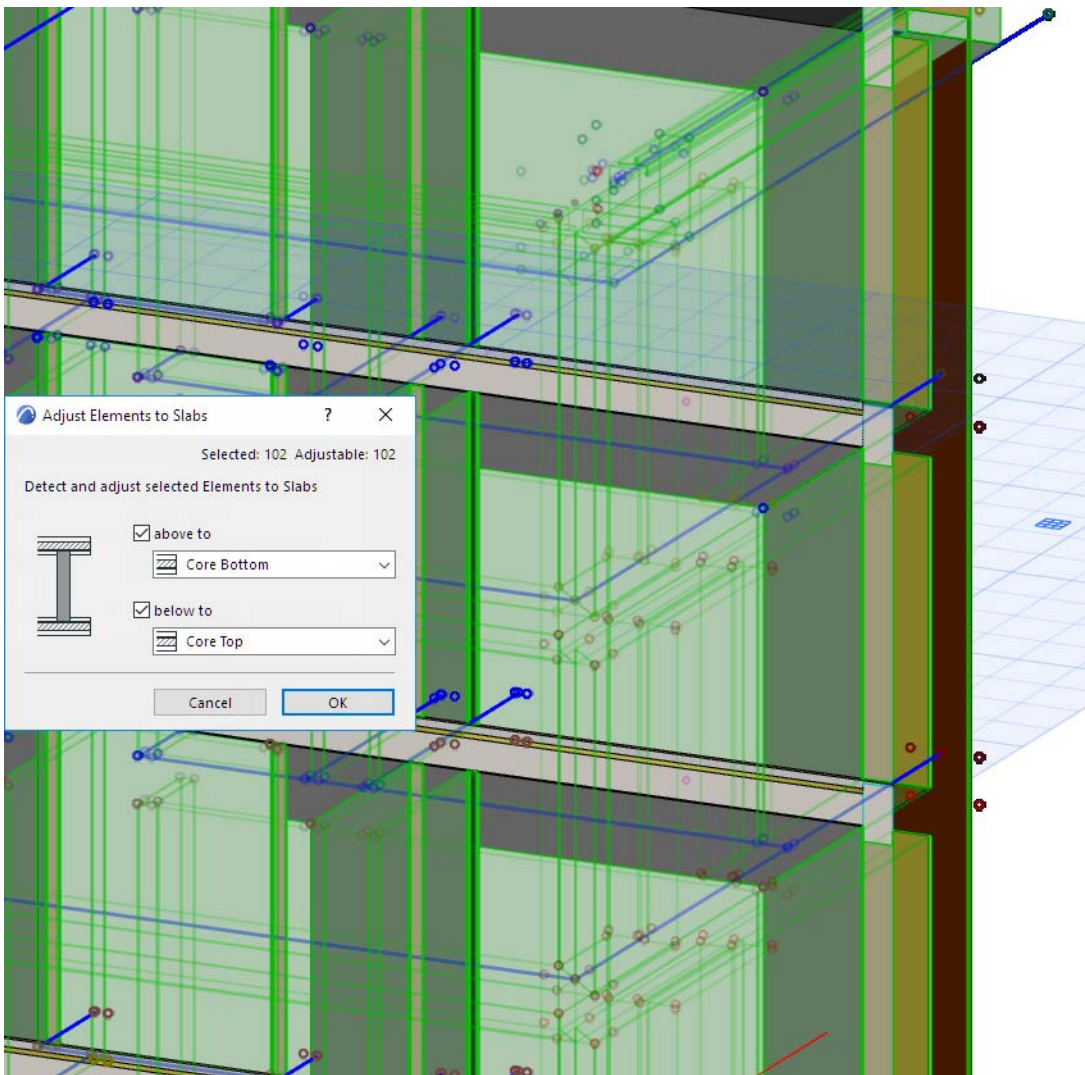 Adjust Elements to Slabs
?
Selected: 102 Adjustable: 102
Detect and adjust selected Elements to Slabs
above to
Core Bottom
below to
Core Top
Cancel OK